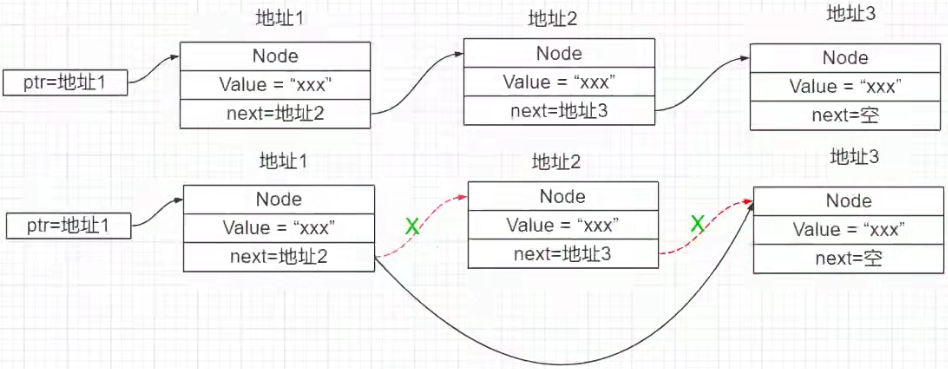 地址1
地址2
地址3
ptr=地址1
Node
Value = “xxx"
next=地址2
Node
Value = “xxx”
next=地址3
Node
Value = “xxx”
next=空
地址1
地址2
地址3
ptr=地址1
Node
Value = “xxx”
next=地址2
X
Node
Value = “xxx”
next=地址3
X
Node
Value = “xxx”
next=空